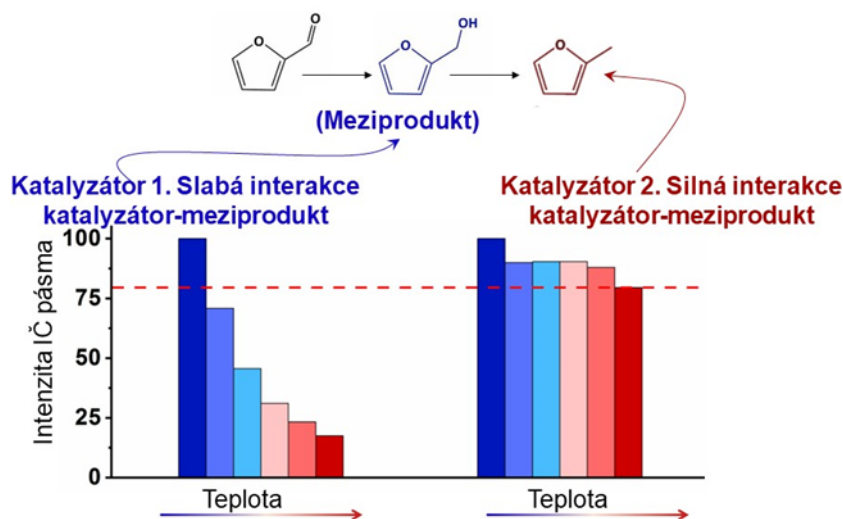 O
O
O
OH
O
(Meziprodukt)
Katalyzátor 1. Slabá interakce
katalyzátor-meziprodukt
Katalyzátor 2. Silná interakce
katalyzátor-meziprodukt
Intenzita IČ pásma
100
75
50
25
0
Teplota
Teplota